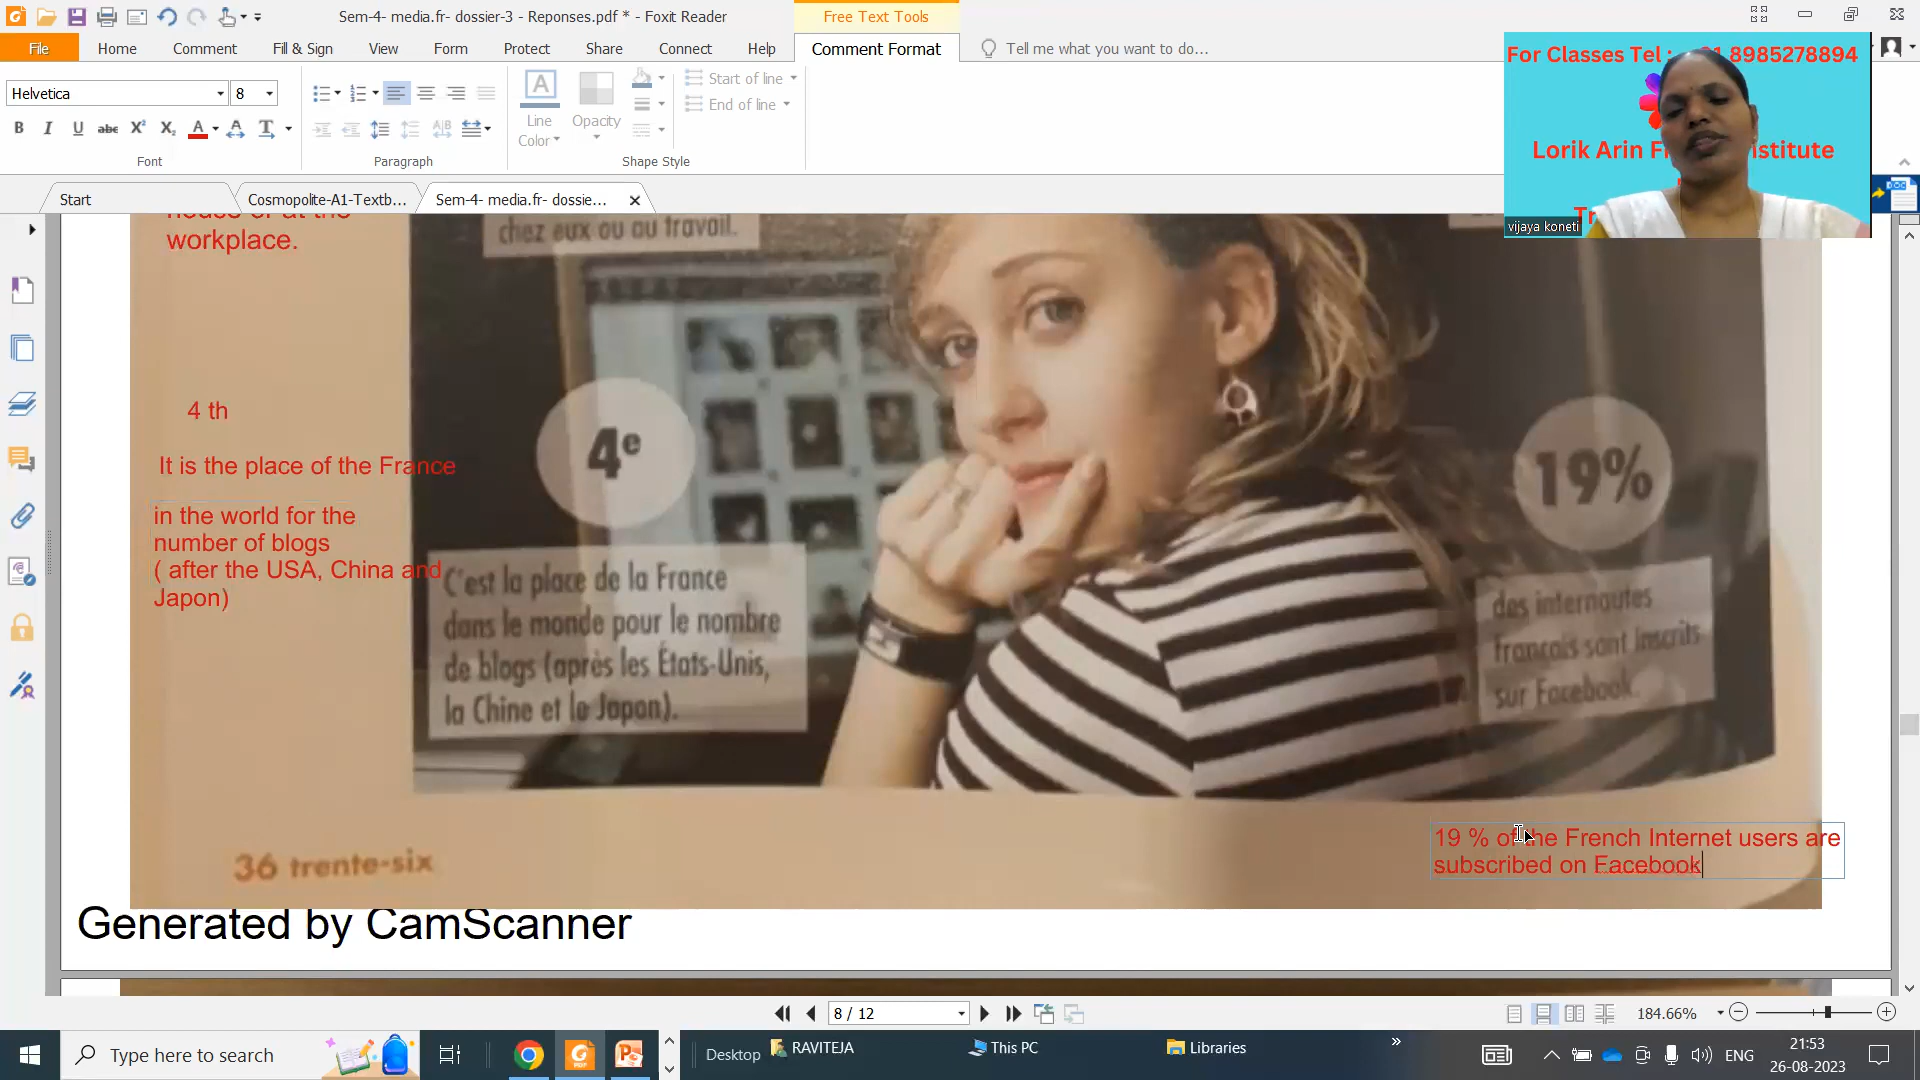 Sem-4- media.fr- dossier-3 - Reponses.pdf * - Foxit Reader
Free Text Tools
File
Home
Comment
Fill & Sign
View
Form
Protect
Share
Connect
Help
Comment Format
Tell me what you want to do...
Helvetica
8
Line Color
Opacity
Start of line
End of line
Font
Paragraph
Shape Style
For Classes Tel :
8985278894
Lorik Arin
vijaya koneti
Start
Cosmopolite-A1-Textb...
Sem-4- media.fr- dossie...
workplace.
chez eux ou au travail.
4 th
It is the place of the France
in the world for the
number of blogs
( after the USA, China and
Japon)
4e
C'est la place de la France
dans le monde pour le nombre
de blogs (après les États-Unis,
la Chine et le Japon).
19%
des internautes
français sont inscrits
sur Facebook.
19 % of the French Internet users are
subscribed on Facebook
36 trente-six
Generated by CamScanner
8 / 12
184.66%
Type here to search
Desktop
RAVITEJA
This PC
Libraries
ENG
21:53
26-08-2023